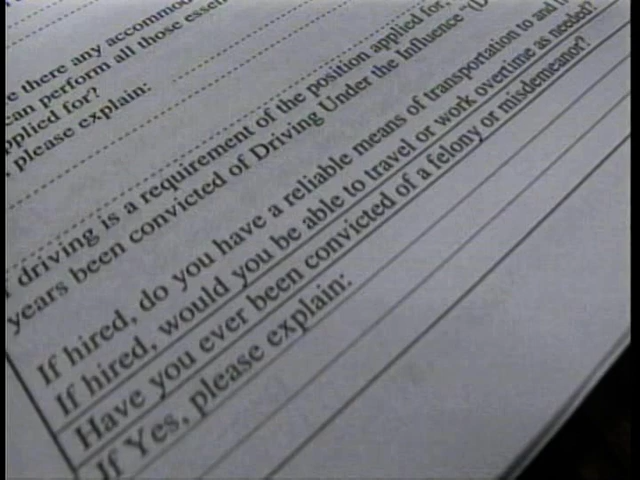 e there any accommod
can perform all those essen
pplied for?
, please explain:
f driving is a requirement of the position applied for,
years been convicted of Driving Under the Influence "(D
If hired, do you have a reliable means of transportation to and
If hired, would you be able to travel or work overtime as needed?
Have you ever been convicted of a felony or misdemeanor?
If Yes, please explain: